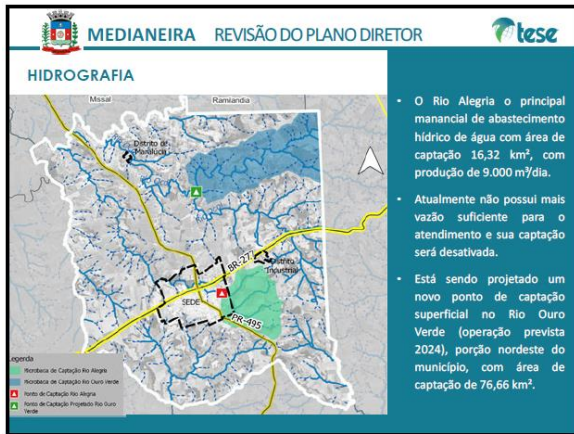 MEDIANEIRA REVISÃO DO PLANO DIRETOR
tese
HIDROGRAFIA
Missal
Ramilandia
Distrito de
Maralúcia
BR-277
Distrito
Industrial
SEDE
PR-495
Legenda
Microbacia de Captação Rio Alegria
Microbacia de Captação Rio Ouro Verde
Ponto de Captação Rio Alegria
Ponto de Captação Projetado Rio Ouro
Verde
• O Rio Alegria o principal
manancial de abastecimento
hídrico de água com área de
captação 16,32 km², com
produção de 9.000 m³/dia.
• Atualmente não possui mais
vazão suficiente para o
atendimento e sua captação
será desativada.
• Está sendo projetado um
novo ponto de captação
superficial no Rio Ouro
Verde (operação prevista
2024), porção nordeste do
município, com área de
captação de 76,66 km².